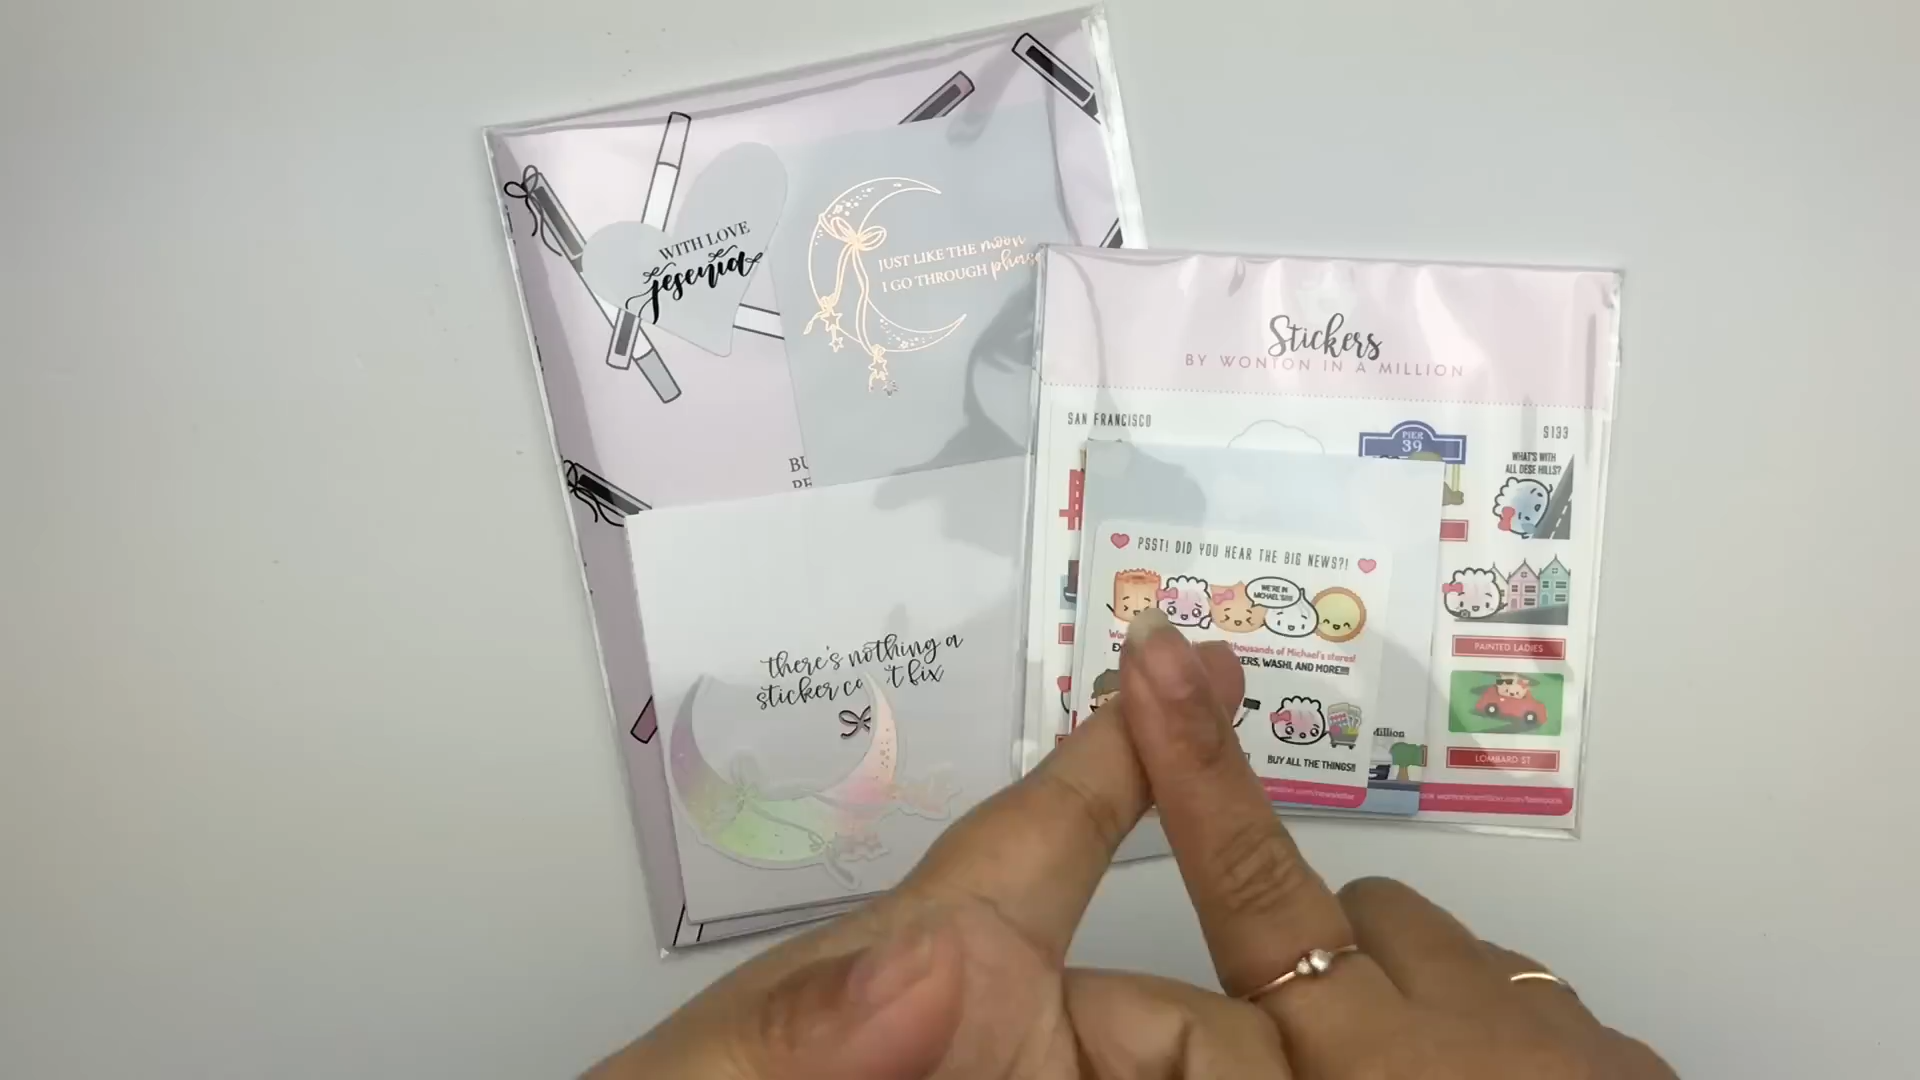 WITH LOVE
jesenia
JUST LIKE THE moon
I GO THROUGH
there's nothing a
sticker can't fix
Stickers
BY WONTON IN A MILLION
SAN FRANCISCO
S133
PIER
39
WHAT'S WITH
ALL DESE HILLS?
PSST! DID YOU HEAR THE BIG NEWS?!
WE'RE IN
MICHAEL'S!!!!
thousands of Michael's stores!
WASHI, AND MORE!!!!
BUY ALL THE THINGS!!
PAINTED LADIES
LOMBARD ST